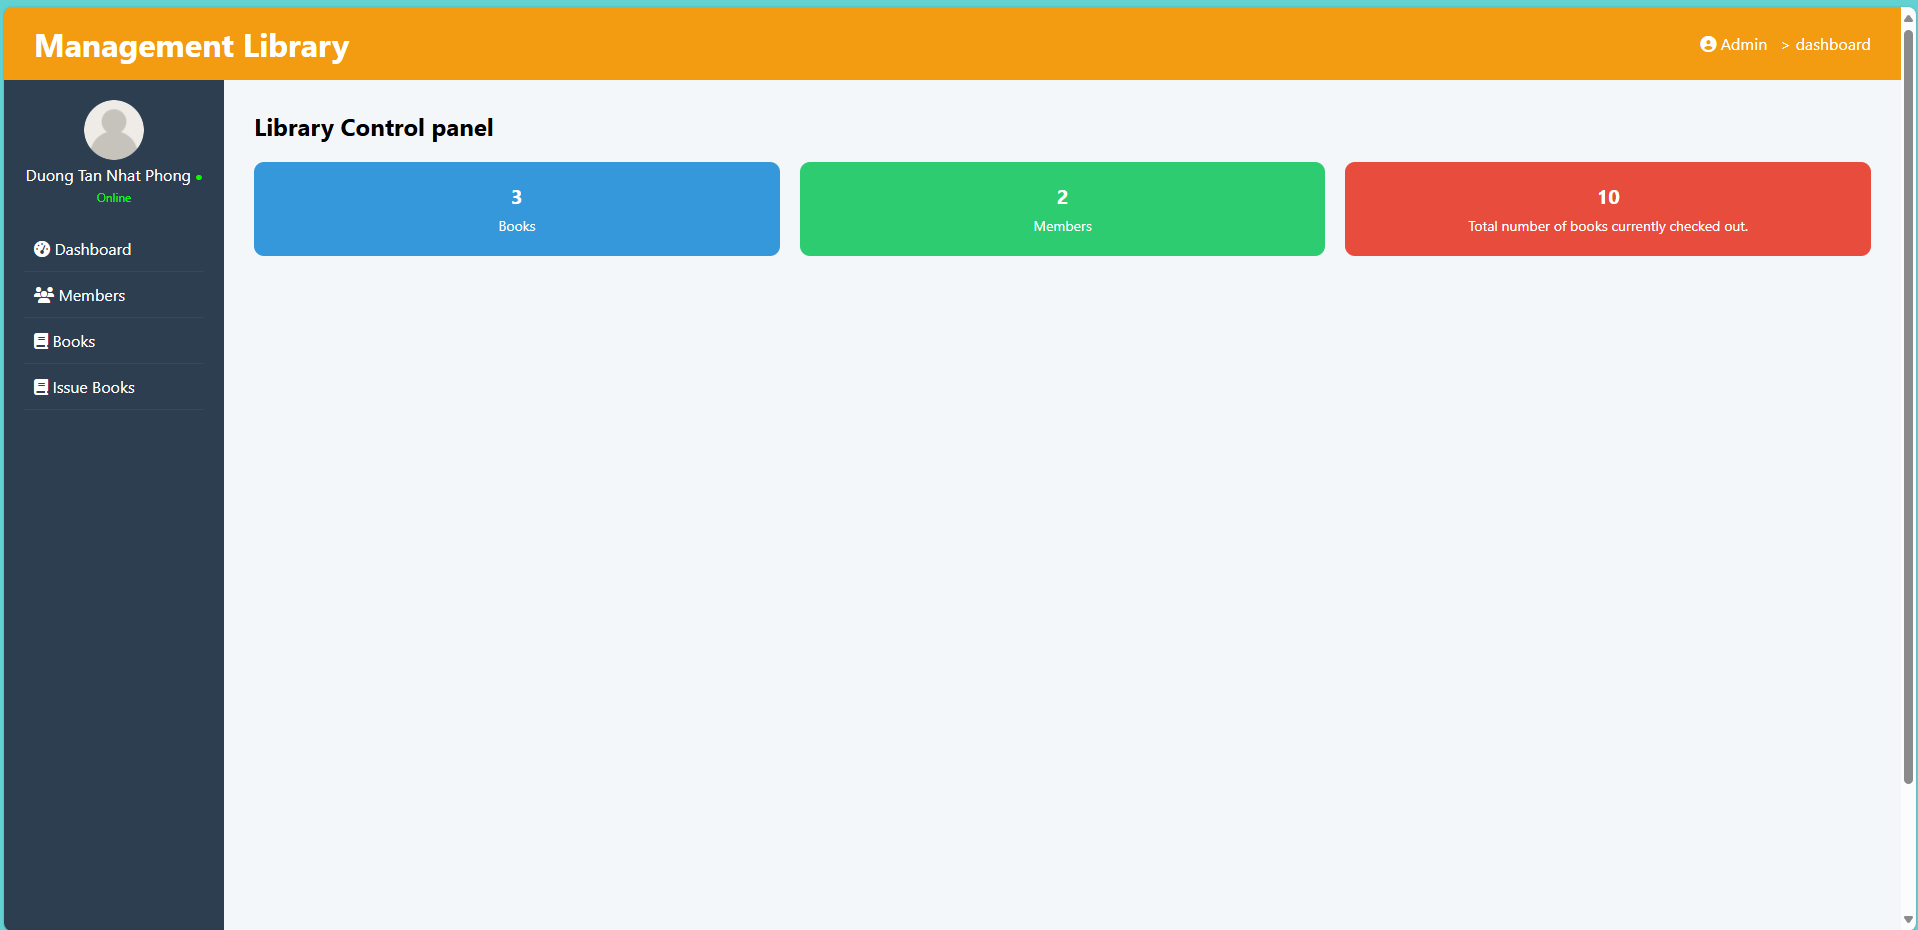 Management Library
Admin > dashboard
Duong Tan Nhat Phong
Online
Dashboard
Members
Books
Issue Books
Library Control panel
3
Books
2
Members
10
Total number of books currently checked out.